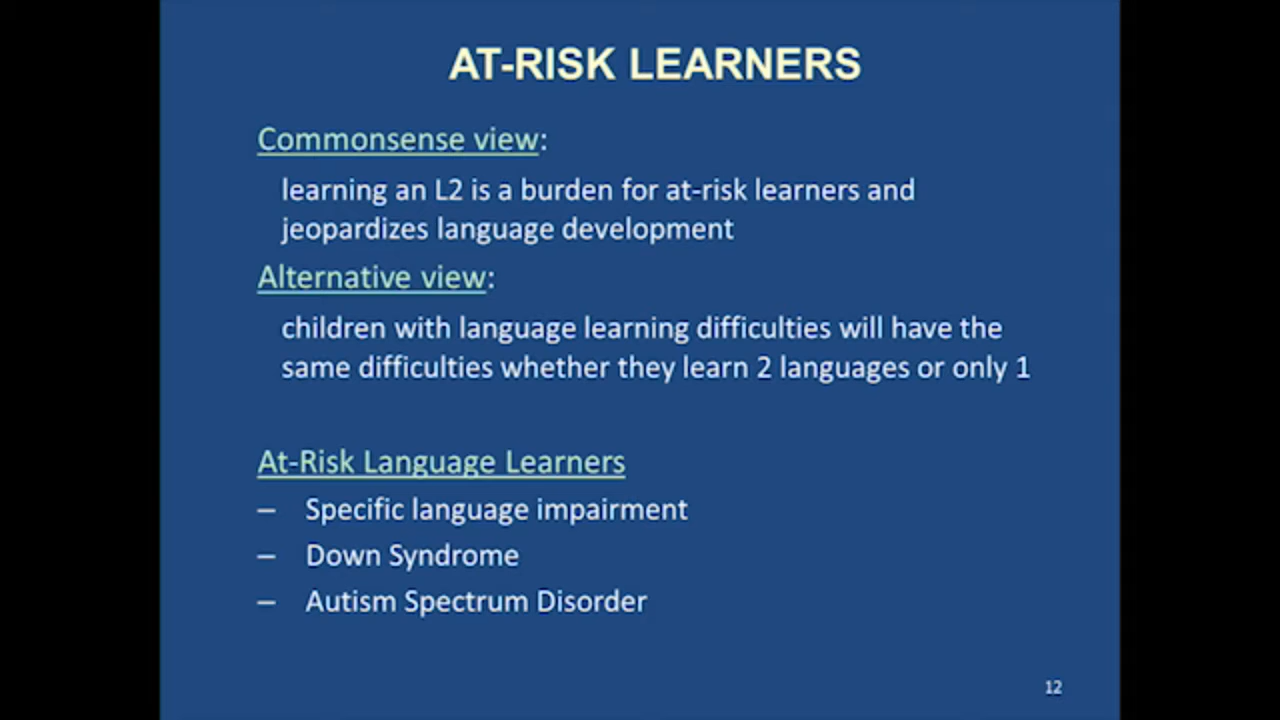 AT-RISK LEARNERS
Commonsense view:
learning an L2 is a burden for at-risk learners and
jeopardizes language development
Alternative view:
children with language learning difficulties will have the
same difficulties whether they learn 2 languages or only 1
At-Risk Language Learners
– Specific language impairment
– Down Syndrome
– Autism Spectrum Disorder
12